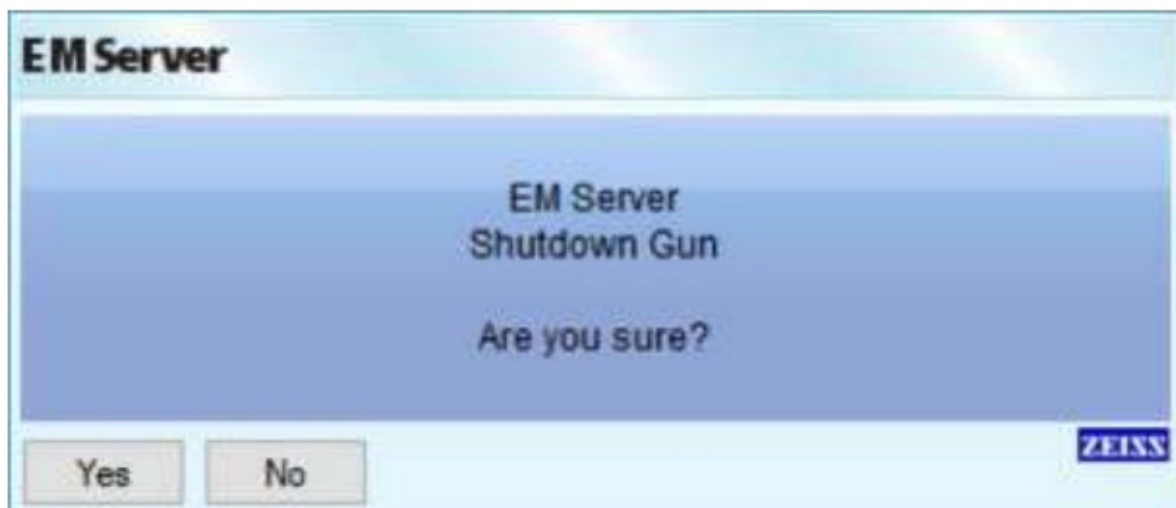 EM Server
EM Server
Shutdown Gun
Are you sure?
ZEISS
Yes No